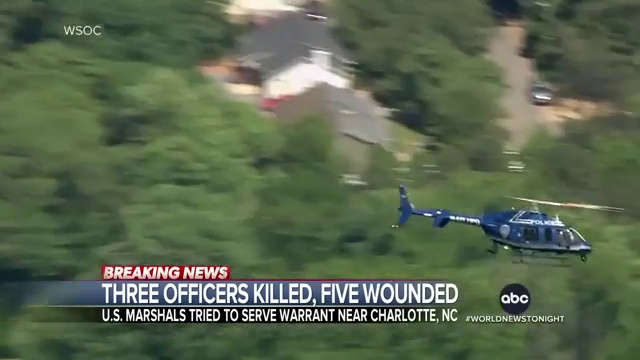 WSOC
POLICE
BREAKING NEWS
THREE OFFICERS KILLED, FIVE WOUNDED
abc
U.S. MARSHALS TRIED TO SERVE WARRANT NEAR CHARLOTTE, NC
#WORLDNEWSTONIGHT